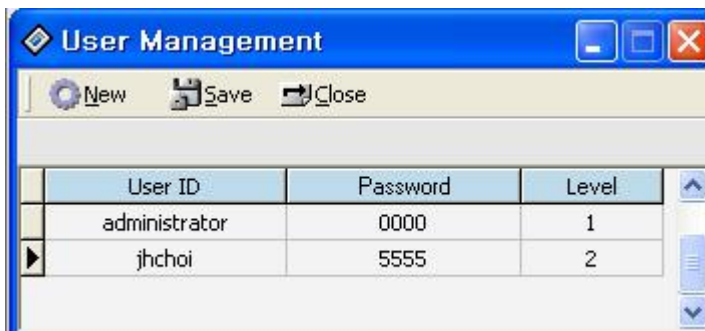 User Management
New Save Close
User ID Password Level
administrator 0000 1
jhchoi 5555 2